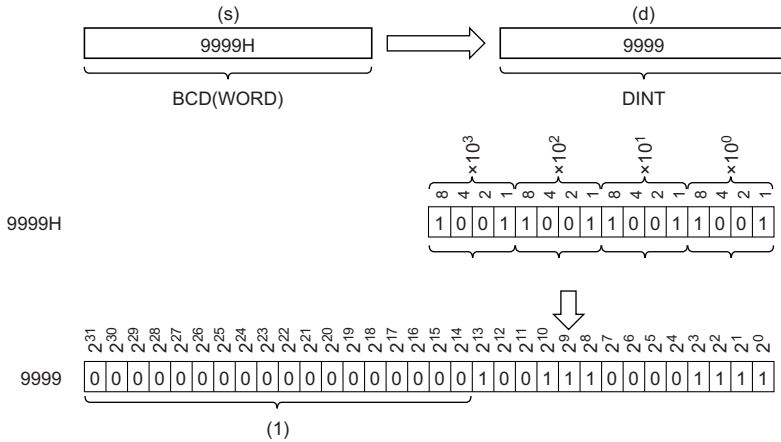 (s) (d)
9999H 9999
BCD(WORD) DINT
×10³ ×10² ×10¹ ×10⁰
8 4 2 1 8 4 2 1 8 4 2 1 8 4 2 1
9999H 1 0 0 1 1 0 0 1 1 0 0 1 1 0 0 1
2³¹ 2³⁰ 2²⁹ 2²⁸ 2²⁷ 2²⁶ 2²⁵ 2²⁴ 2²³ 2²² 2²¹ 2²⁰ 2¹⁹ 2¹⁸ 2¹⁷ 2¹⁶ 2¹⁵ 2¹⁴ 2¹³ 2¹² 2¹¹ 2¹⁰ 2⁹ 2⁸ 2⁷ 2⁶ 2⁵ 2⁴ 2³ 2² 2¹ 2⁰
9999 0 0 0 0 0 0 0 0 0 0 0 0 0 0 0 0 0 0 1 0 0 1 1 1 0 0 0 0 1 1 1 1
(1)